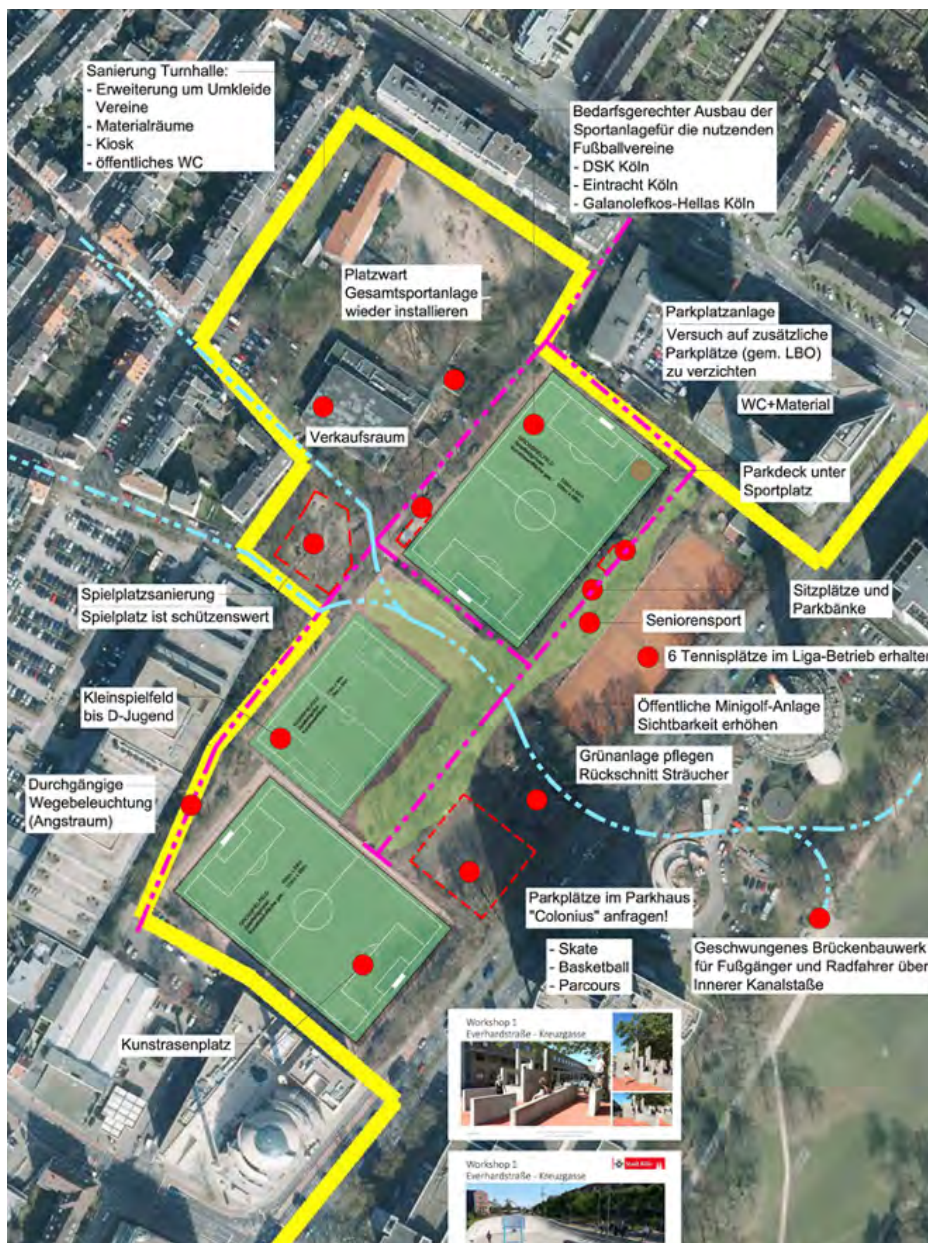 Sanierung Turnhalle:
- Erweiterung um Umkleide
Vereine
- Materialräume
- Kiosk
- öffentliches WC
Bedarfsgerechter Ausbau der
Sportanlagefür die nutzenden
Fußballvereine
- DSK Köln
- Eintracht Köln
- Galanolefkos-Hellas Köln
Platzwart
Gesamtsportanlage
wieder installieren
Parkplatzanlage
Versuch auf zusätzliche
Parkplätze (gem. LBO)
zu verzichten
WC+Material
Verkaufsraum
Parkdeck unter
Sportplatz
Spielplatzsanierung
Spielplatz ist schützenswert
Sitzplätze und
Parkbänke
Seniorensport
6 Tennisplätze im Liga-Betrieb erhalten
Kleinspielfeld
bis D-Jugend
Öffentliche Minigolf-Anlage
Sichtbarkeit erhöhen
Grünanlage pflegen
Rückschnitt Sträucher
Durchgängige
Wegebeleuchtung
(Angstraum)
Parkplätze im Parkhaus
"Colonius" anfragen!
- Skate
- Basketball
- Parcours
Geschwungenes Brückenbauwerk
für Fußgänger und Radfahrer über
Innerer Kanalstaße
Kunstrasenplatz
Workshop 1
Everhardstraße - Kreuzgasse
Workshop 1
Everhardstraße - Kreuzgasse
Stadt Köln